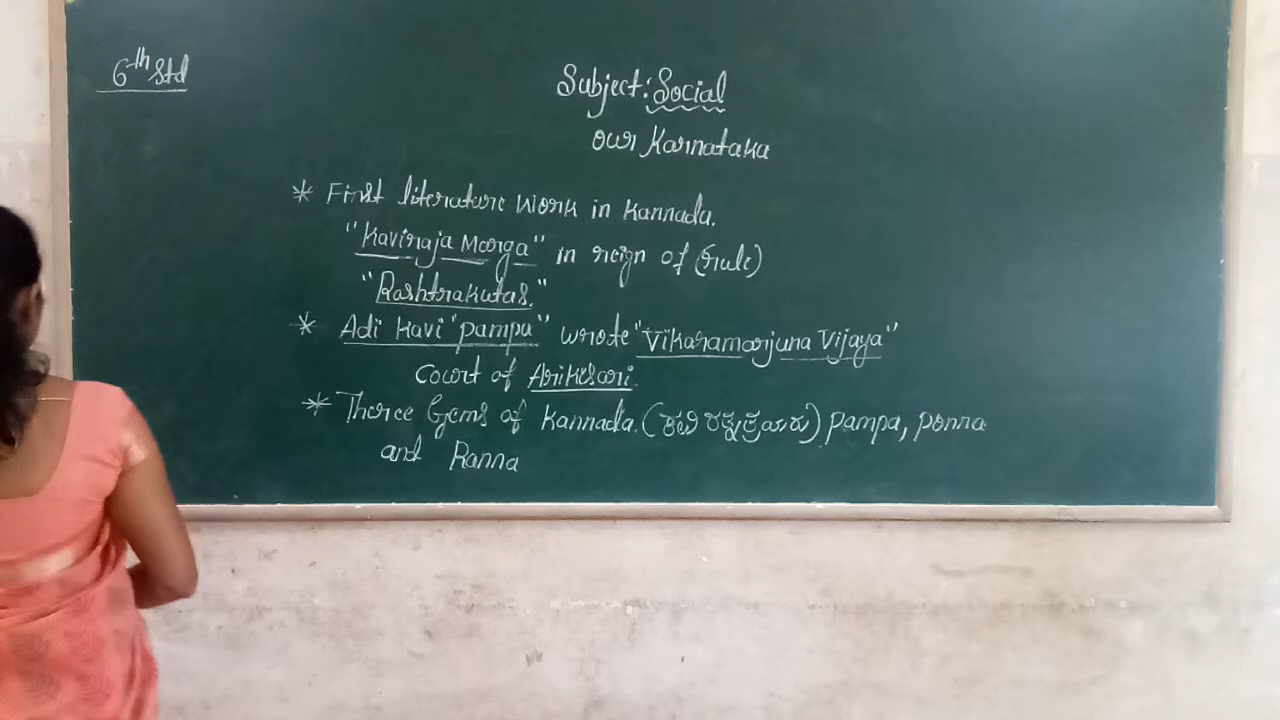 6th Std
Subject: Social
our Karnataka
* First literature work in Kannada.
"Kaviraja Marga" in reign of (rule)
"Rashtrakutas."
* Adi Kavi "pampa" wrote "Vikaramarjuna Vijaya"
Court of Arikesari.
* Three Gems of Kannada. (ಕವಿ ರತ್ನತ್ರಯರು) pampa, ponna
and Ranna